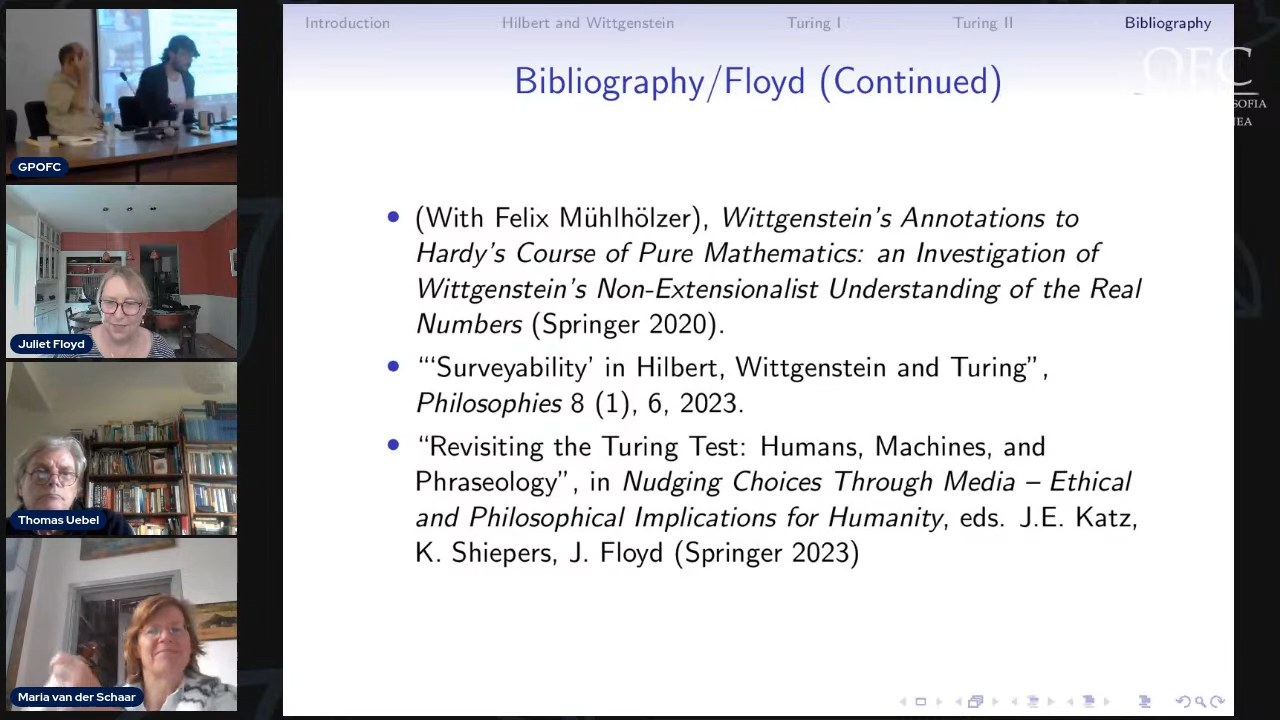 Introduction Hilbert and Wittgenstein Turing I Turing II Bibliography
Bibliography/Floyd (Continued)
OFC
SOFIA
NEA
• (With Felix Mühlhölzer), Wittgenstein's Annotations to
Hardy's Course of Pure Mathematics: an Investigation of
Wittgenstein's Non-Extensionalist Understanding of the Real
Numbers (Springer 2020).
• “‘Surveyability’ in Hilbert, Wittgenstein and Turing”,
Philosophies 8 (1), 6, 2023.
• “Revisiting the Turing Test: Humans, Machines, and
Phraseology”, in Nudging Choices Through Media – Ethical
and Philosophical Implications for Humanity, eds. J.E. Katz,
K. Shiepers, J. Floyd (Springer 2023)
GPOFC
Juliet Floyd
Thomas Uebel
Maria van der Schaar